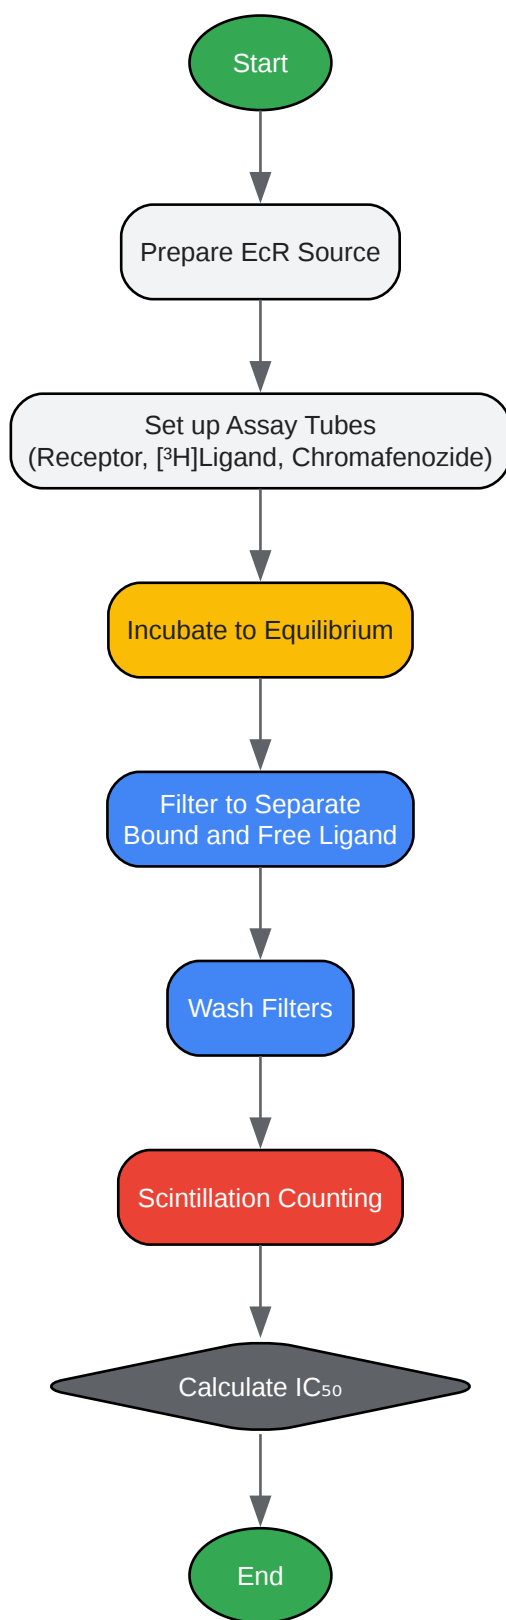 Start
Prepare EcR Source
Set up Assay Tubes
(Receptor, [³H]Ligand, Chromafenozide)
Incubate to Equilibrium
Filter to Separate
Bound and Free Ligand
Wash Filters
Scintillation Counting
Calculate IC₅₀
End